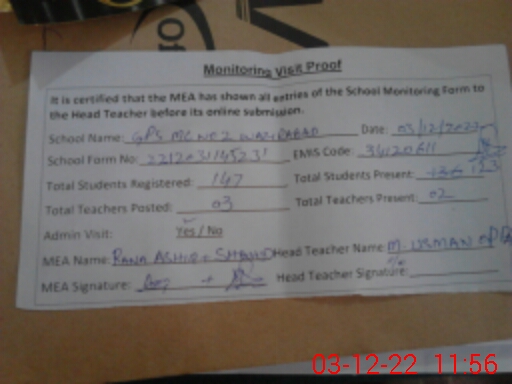 Monitoring Visit Proof
It is certified that the MEA has shown all entries of the School Monitoring Form to
the Head Teacher before its online submission.
School Name: GPS MC NO 2 WAZIRABAD Date: 03/12/2022
School Form No: EMIS Code: 34120611
Total Students Registered: 147 Total Students Present: 123
Total Teachers Posted: 03 Total Teachers Present: 02
Admin Visit: Yes / No
MEA Name: RANA ASHIQ + Head Teacher Name: M. USMAN
MEA Signature: Head Teacher Signature:
03-12-22 11:56